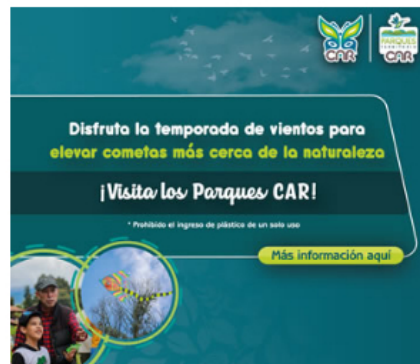 CAR
PARQUES
CAR
Disfruta la temporada de vientos para
elevar cometas más cerca de la naturaleza
¡Visita los Parques CAR!
* Prohibido el ingreso de plástico de un solo uso
Más información aquí